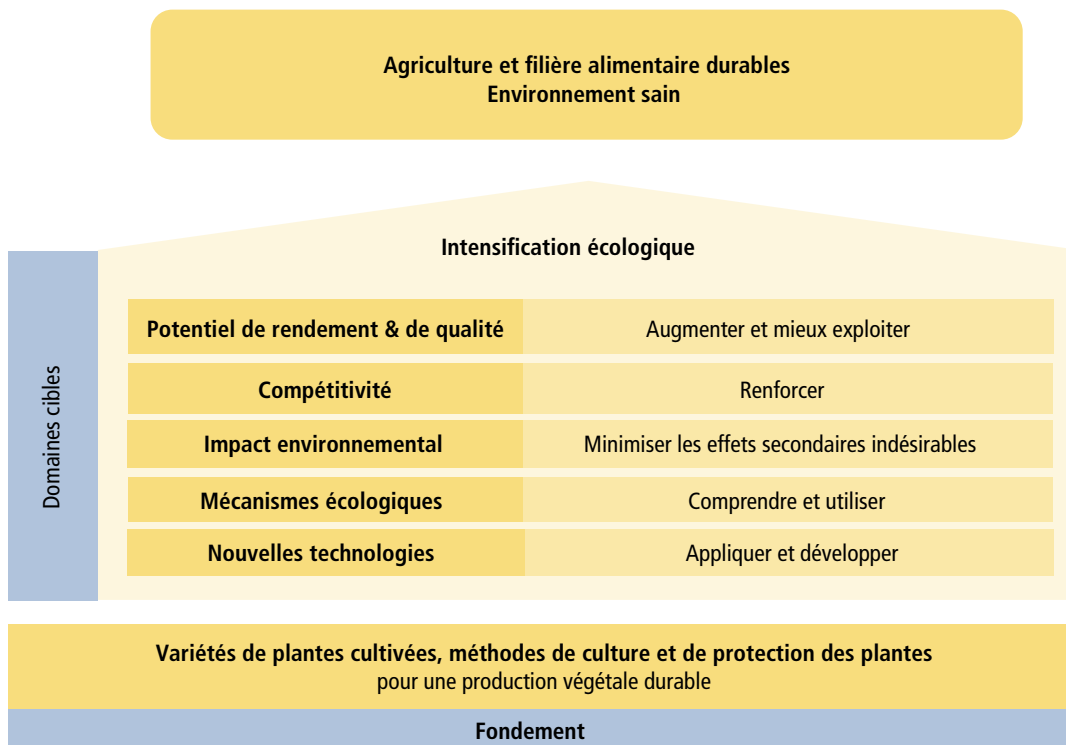 Agriculture et filière alimentaire durables
Environnement sain
Intensification écologique
Domaines cibles
Potentiel de rendement & de qualité
Augmenter et mieux exploiter
Compétitivité
Renforcer
Impact environnemental
Minimiser les effets secondaires indésirables
Mécanismes écologiques
Comprendre et utiliser
Nouvelles technologies
Appliquer et développer
Variétés de plantes cultivées, méthodes de culture et de protection des plantes
pour une production végétale durable
Fondement